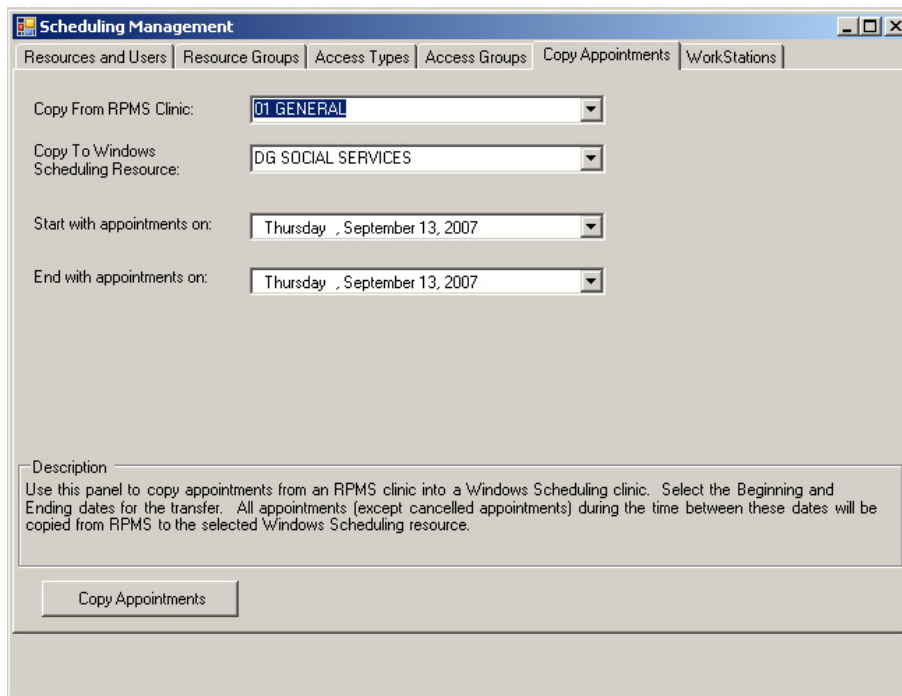 Scheduling Management
Resources and Users Resource Groups Access Types Access Groups Copy Appointments WorkStations
Copy From RPMS Clinic: 01 GENERAL
Copy To Windows
Scheduling Resource: DG SOCIAL SERVICES
Start with appointments on: Thursday , September 13, 2007
End with appointments on: Thursday , September 13, 2007
Description
Use this panel to copy appointments from an RPMS clinic into a Windows Scheduling clinic. Select the Beginning and
Ending dates for the transfer. All appointments (except cancelled appointments) during the time between these dates will be
copied from RPMS to the selected Windows Scheduling resource.
Copy Appointments